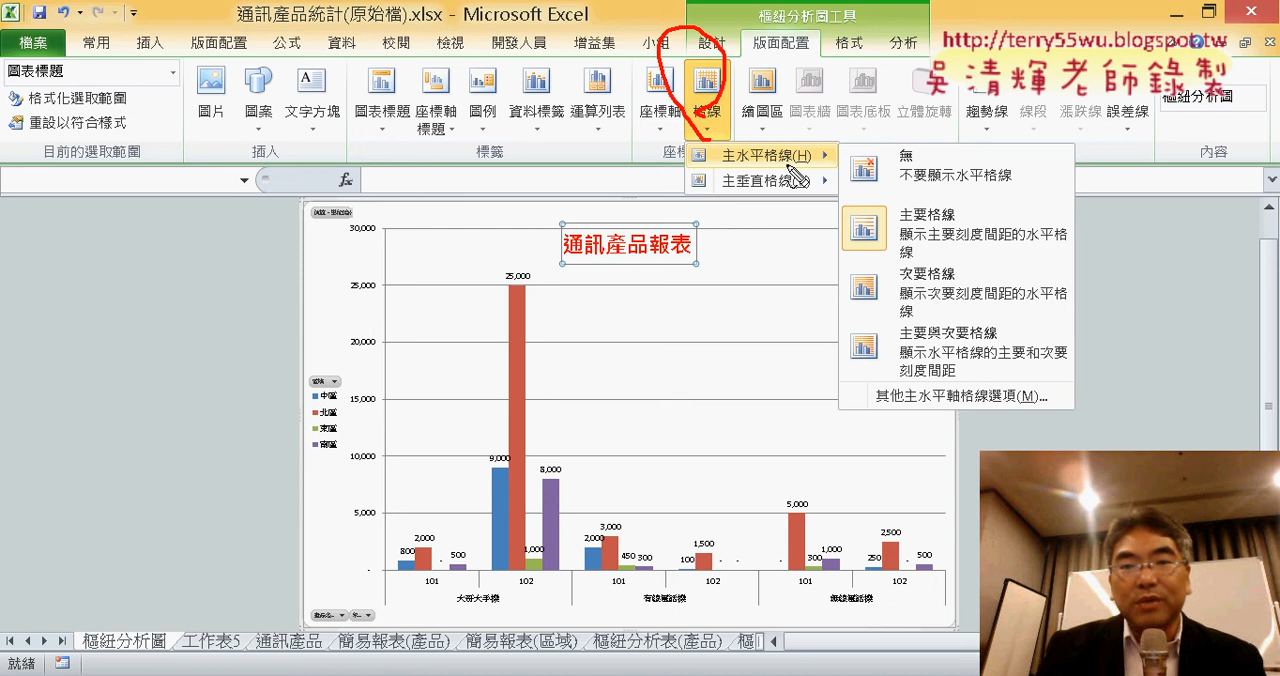 通訊產品統計(原始檔).xlsx - Microsoft Excel
樞紐分析圖工具
檔案 常用 插入 版面配置 公式 資料 校閱 檢視 開發人員 增益集 小組 設計 版面配置 格式 分析
http://terry55wu.blogspot.tw
吳清輝老師錄製
圖表標題
格式化選取範圍
重設以符合樣式
目前的選取範圍
圖片 圖案 文字方塊
插入
圖表標題 座標軸標題 圖例 資料標籤 運算列表
標籤
座標軸 格線
繪圖區 圖表牆 圖表底板 立體旋轉
趨勢線 線段 漲跌線 誤差線
樞紐分析圖
內容
主水平格線(H)
主垂直格線
無
不要顯示水平格線
主要格線
顯示主要刻度間距的水平格線
次要格線
顯示次要刻度間距的水平格線
主要與次要格線
顯示水平格線的主要和次要刻度間距
其他主水平軸格線選項(M)...
fx
通訊產品報表
30,000
25,000
20,000
15,000
10,000
5,000
-
中區
北區
東區
南區
800 2,000 - 500
9,000 25,000 1,000 8,000
2,000 3,000 450 300
100 1,500 - -
- 5,000 300 1,000
250 2,500 - 500
101 102 101 102 101 102
大哥大手機 有線電話機 無線電話機
樞紐分析圖 工作表5 通訊產品 簡易報表(產品) 簡易報表(區域) 樞紐分析表(產品) 樞
就緒